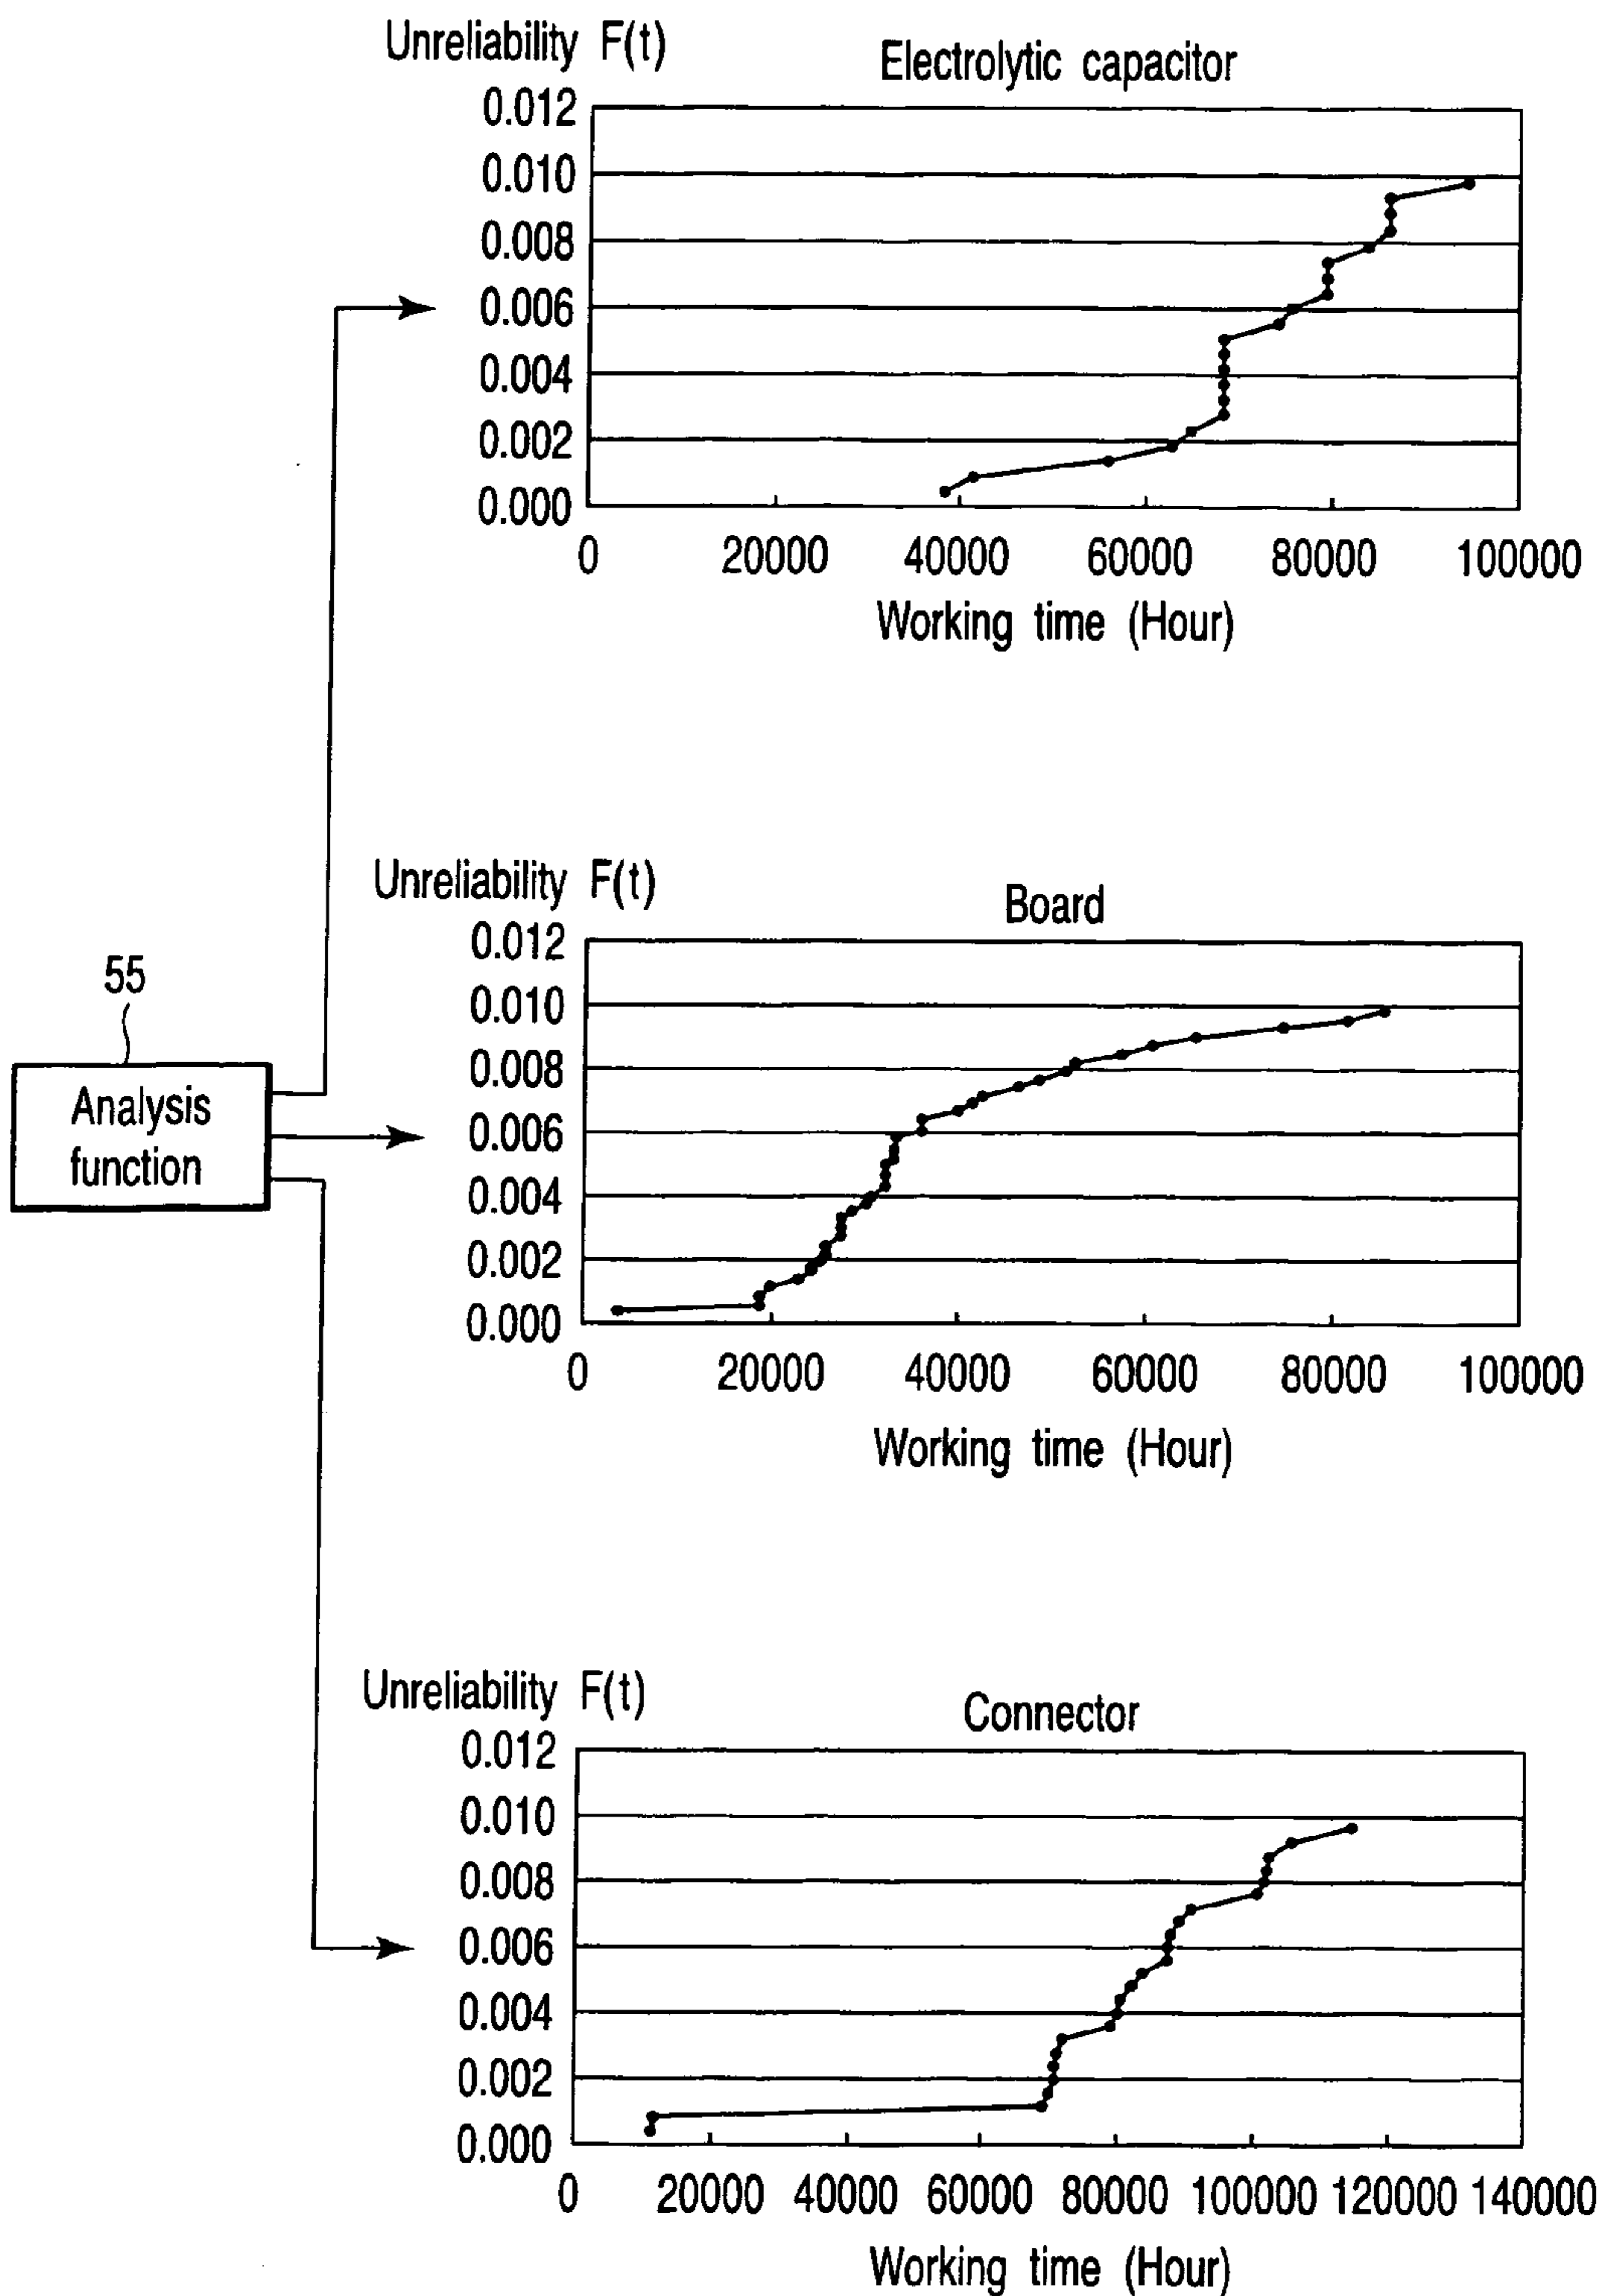 Unreliability F(t)
Electrolytic capacitor
0.012
0.010
0.008
0.006
0.004
0.002
0.000
0 20000 40000 60000 80000 100000
Working time (Hour)
Unreliability F(t)
Board
0.012
0.010
0.008
0.006
0.004
0.002
0.000
0 20000 40000 60000 80000 100000
Working time (Hour)
55
Analysis
function
Unreliability F(t)
Connector
0.012
0.010
0.008
0.006
0.004
0.002
0.000
0 20000 40000 60000 80000 100000 120000 140000
Working time (Hour)